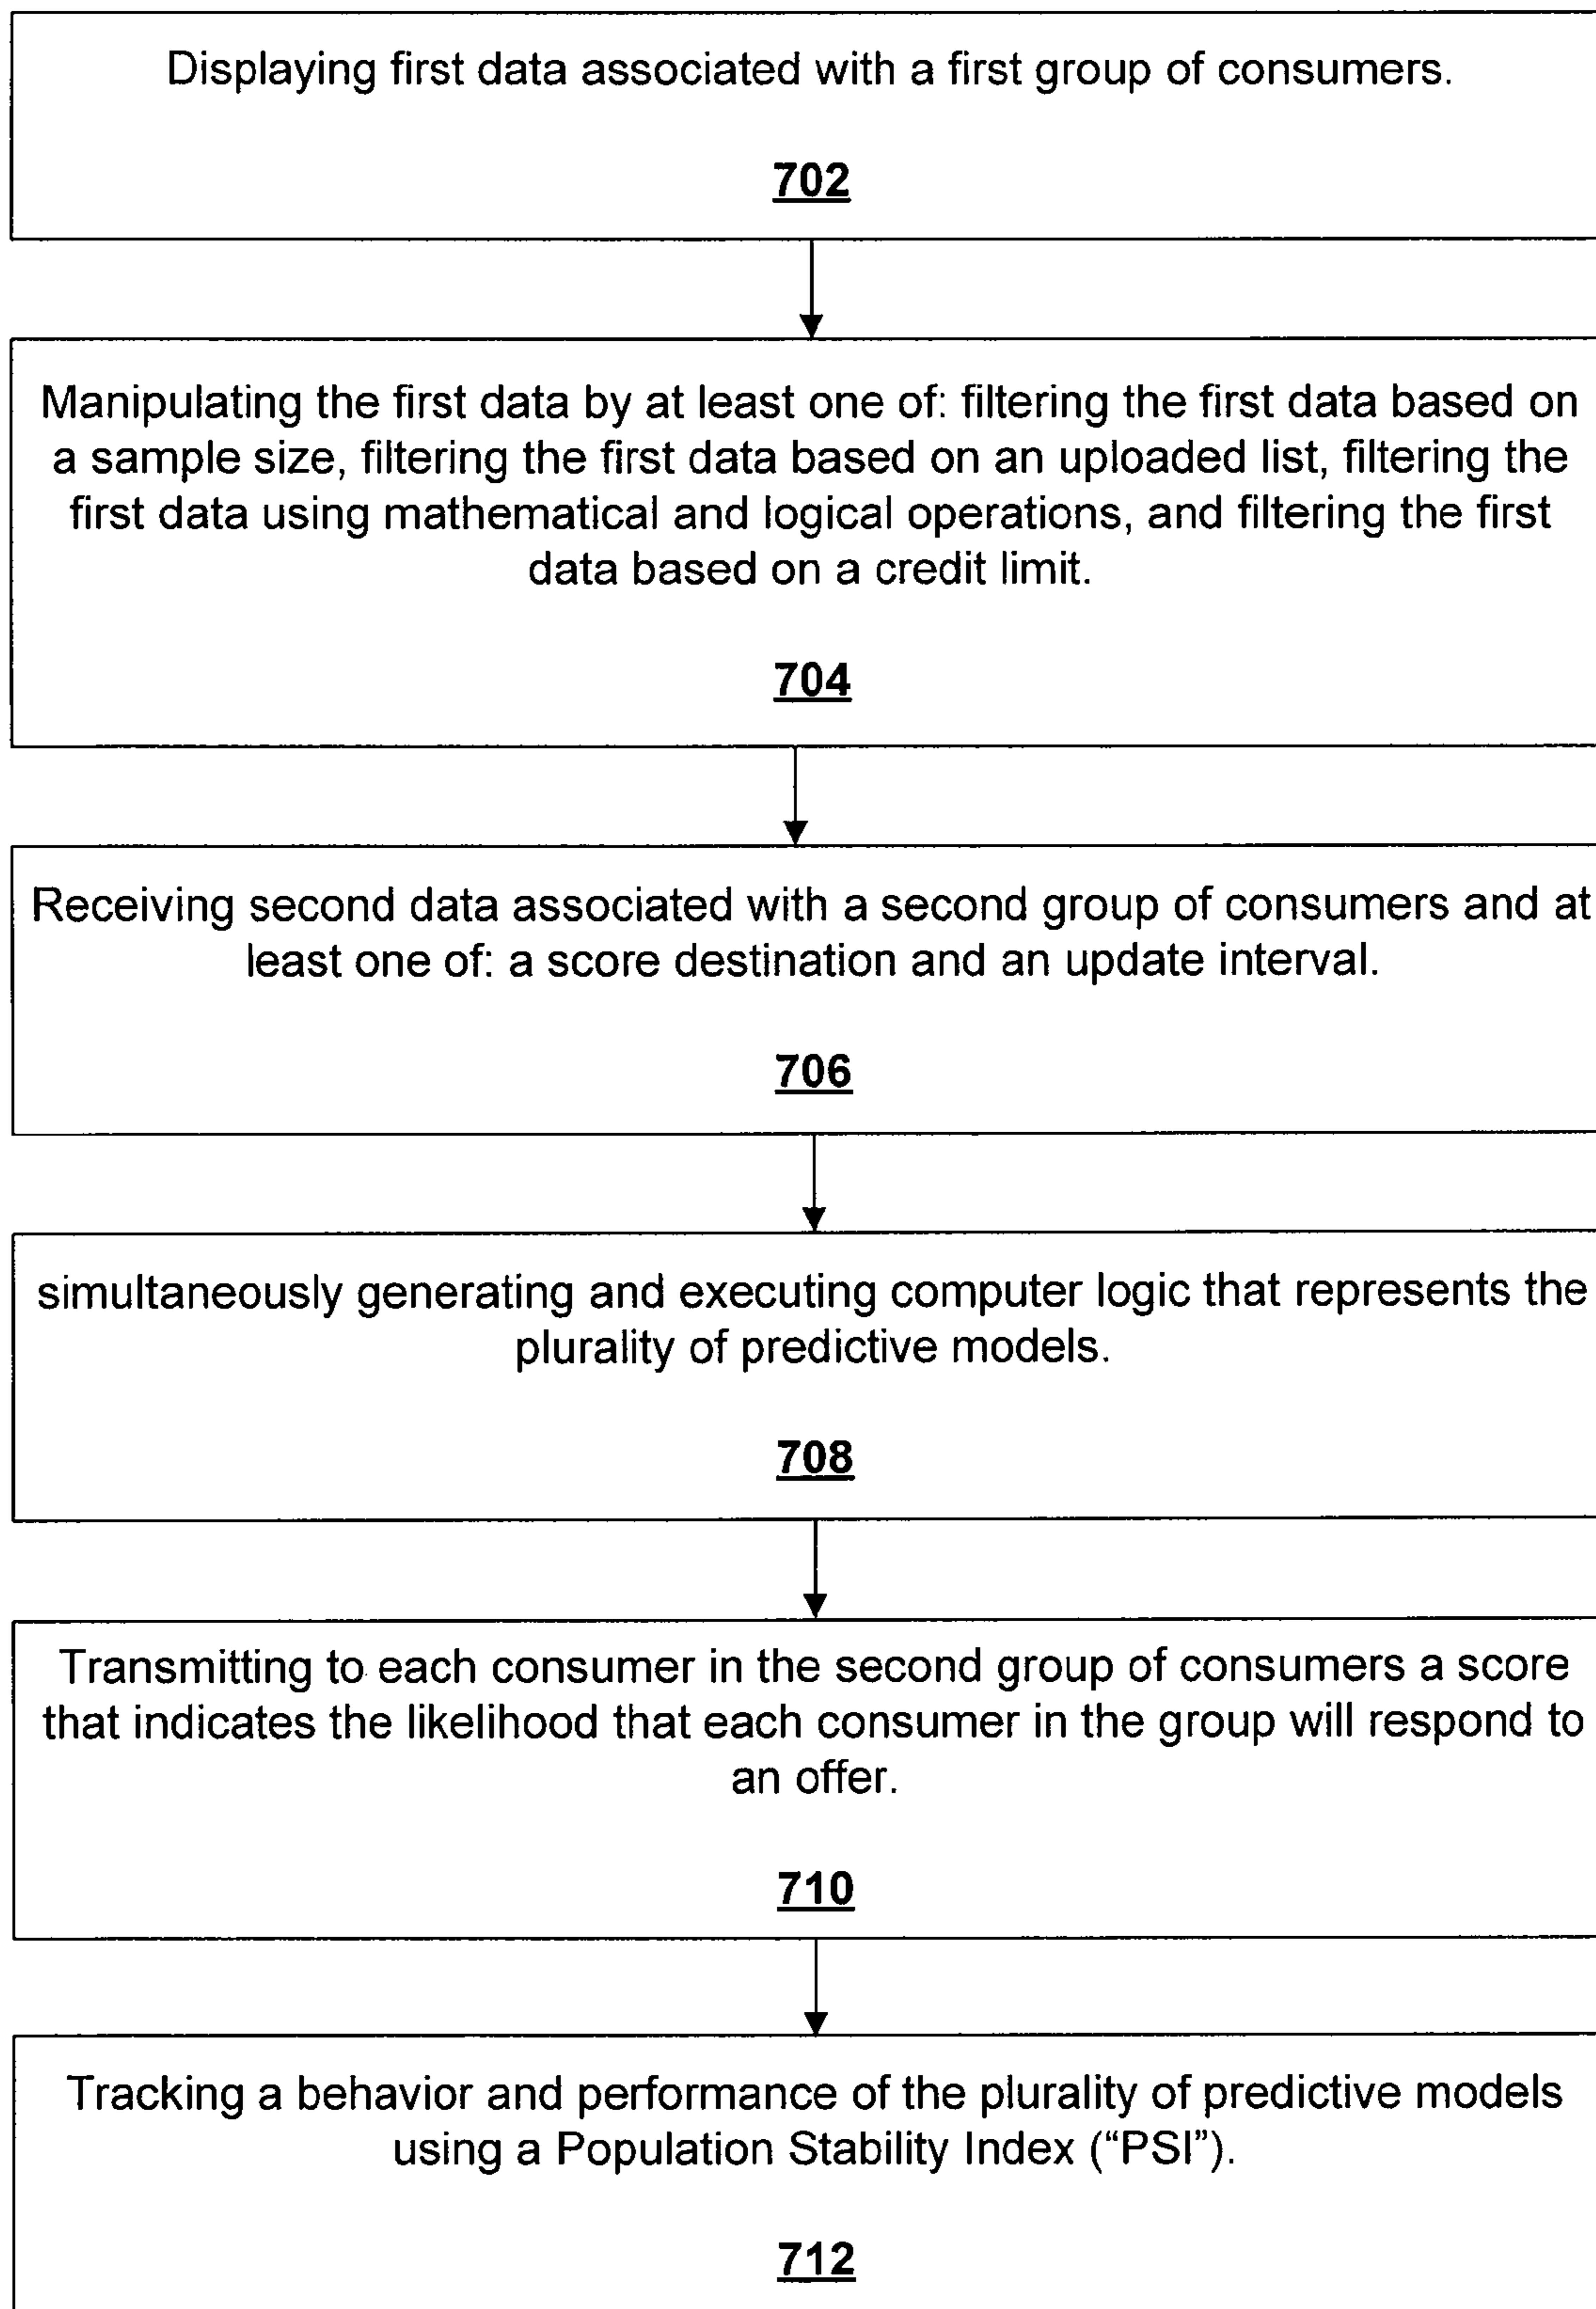 Displaying first data associated with a first group of consumers.
702
Manipulating the first data by at least one of: filtering the first data based on
a sample size, filtering the first data based on an uploaded list, filtering the
first data using mathematical and logical operations, and filtering the first
data based on a credit limit.
704
Receiving second data associated with a second group of consumers and at
least one of: a score destination and an update interval.
706
simultaneously generating and executing computer logic that represents the
plurality of predictive models.
708
Transmitting to each consumer in the second group of consumers a score
that indicates the likelihood that each consumer in the group will respond to
an offer.
710
Tracking a behavior and performance of the plurality of predictive models
using a Population Stability Index (“PSI”).
712